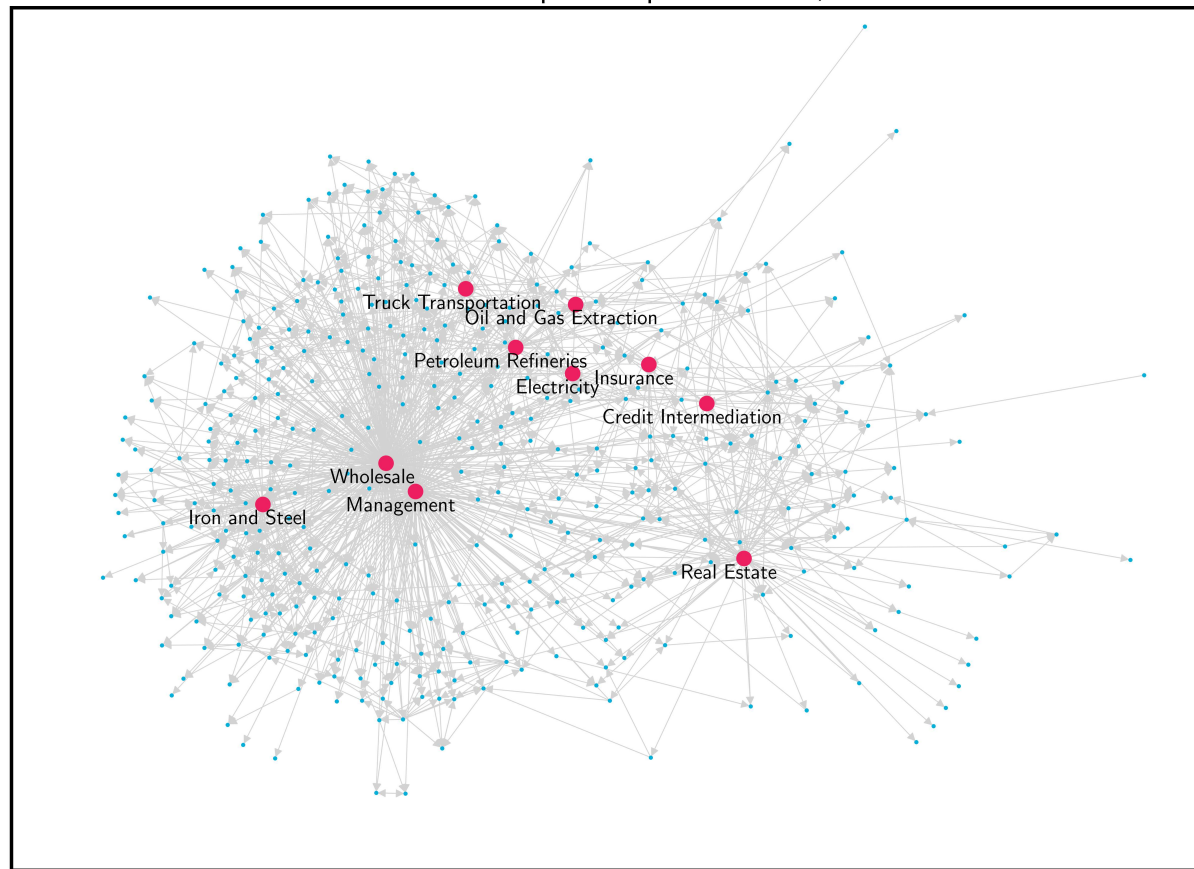 Truck Transportation
Oil and Gas Extraction
Petroleum Refineries
Insurance
Electricity
Credit Intermediation
Wholesale
Management
Iron and Steel
Real Estate